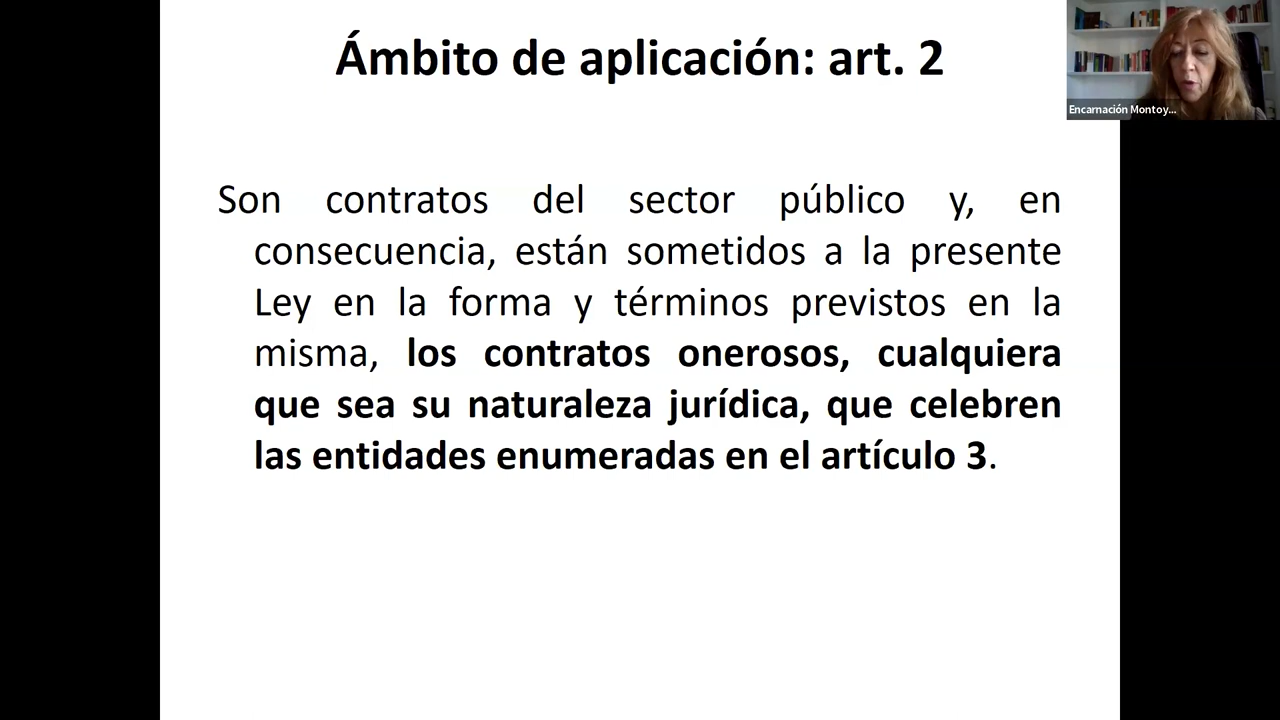 Ámbito de aplicación: art. 2
Encarnación Montoy...
Son contratos del sector público y, en
consecuencia, están sometidos a la presente
Ley en la forma y términos previstos en la
misma, los contratos onerosos, cualquiera
que sea su naturaleza jurídica, que celebren
las entidades enumeradas en el artículo 3.